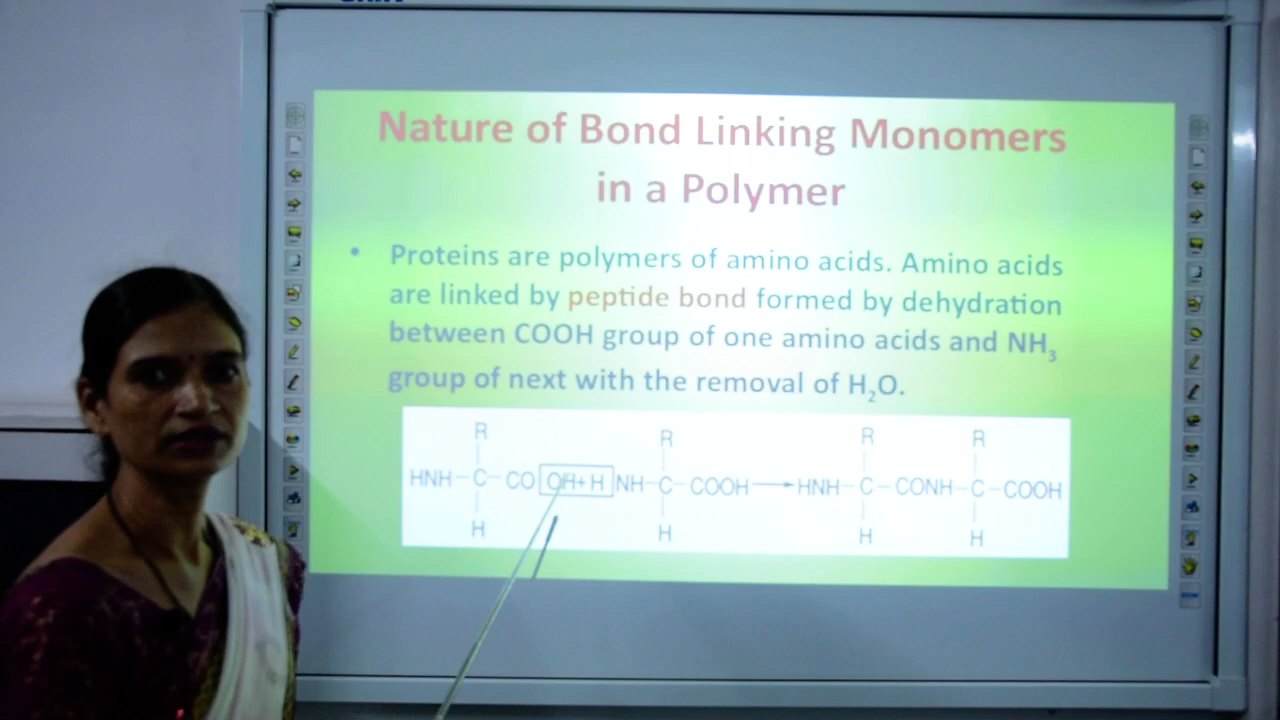 Nature of Bond Linking Monomers
in a Polymer
• Proteins are polymers of amino acids. Amino acids
are linked by peptide bond formed by dehydration
between COOH group of one amino acids and NH₃
group of next with the removal of H₂O.
R R R R
HNH–C–CO OH+H NH–C–COOH→HNH–C–CONH–C–COOH
H H H H